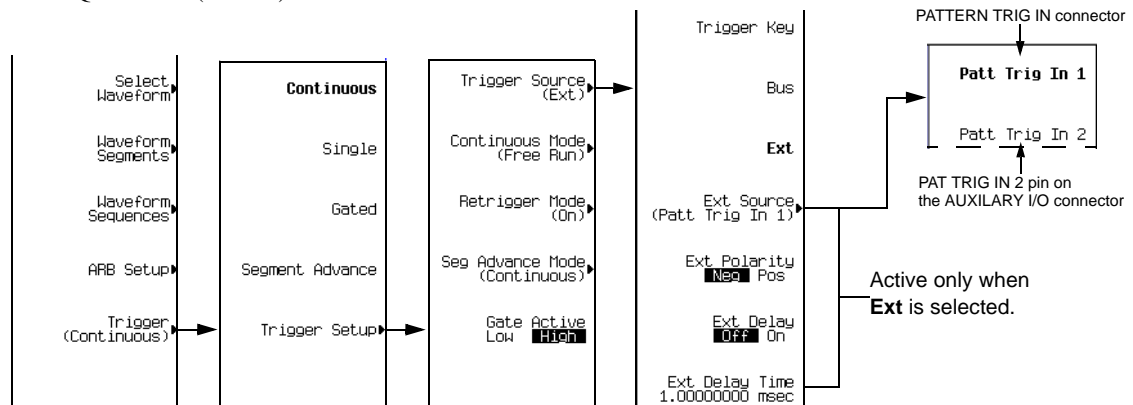 Select
Waveform
Waveform
Segments
Waveform
Sequences
ARB Setup
Trigger
(Continuous)
Continuous
Single
Gated
Segment Advance
Trigger Setup
Trigger Source
(Ext)
Continuous Mode
(Free Run)
Retrigger Mode
(On)
Seg Advance Mode
(Continuous)
Gate Active
Low High
Trigger Key
Bus
Ext
Ext Source
(Patt Trig In 1)
Ext Polarity
Neg Pos
Ext Delay
Off On
Ext Delay Time
1.00000000 msec
PATTERN TRIG IN connector
Patt Trig In 1
Patt Trig In 2
PAT TRIG IN 2 pin on
the AUXILARY I/O connector
Active only when
Ext is selected.